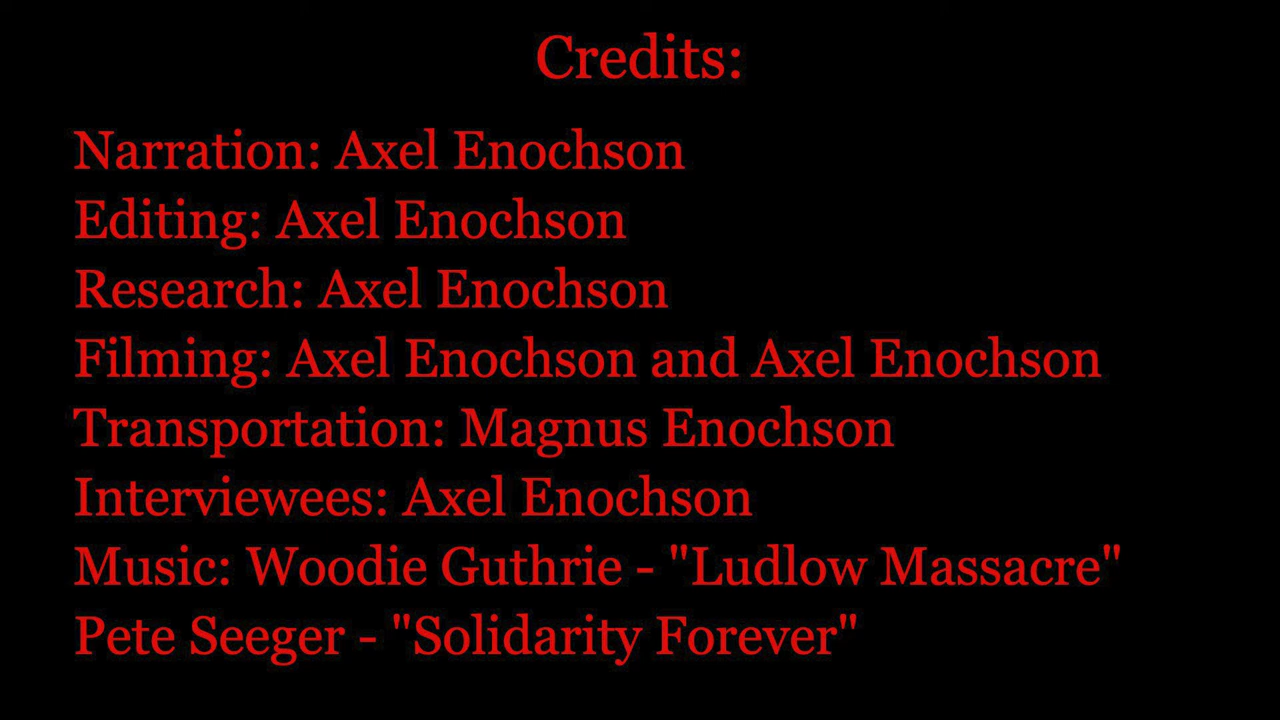 Credits:
Narration: Axel Enochson
Editing: Axel Enochson
Research: Axel Enochson
Filming: Axel Enochson and Axel Enochson
Transportation: Magnus Enochson
Interviewees: Axel Enochson
Music: Woodie Guthrie - "Ludlow Massacre"
Pete Seeger - "Solidarity Forever"